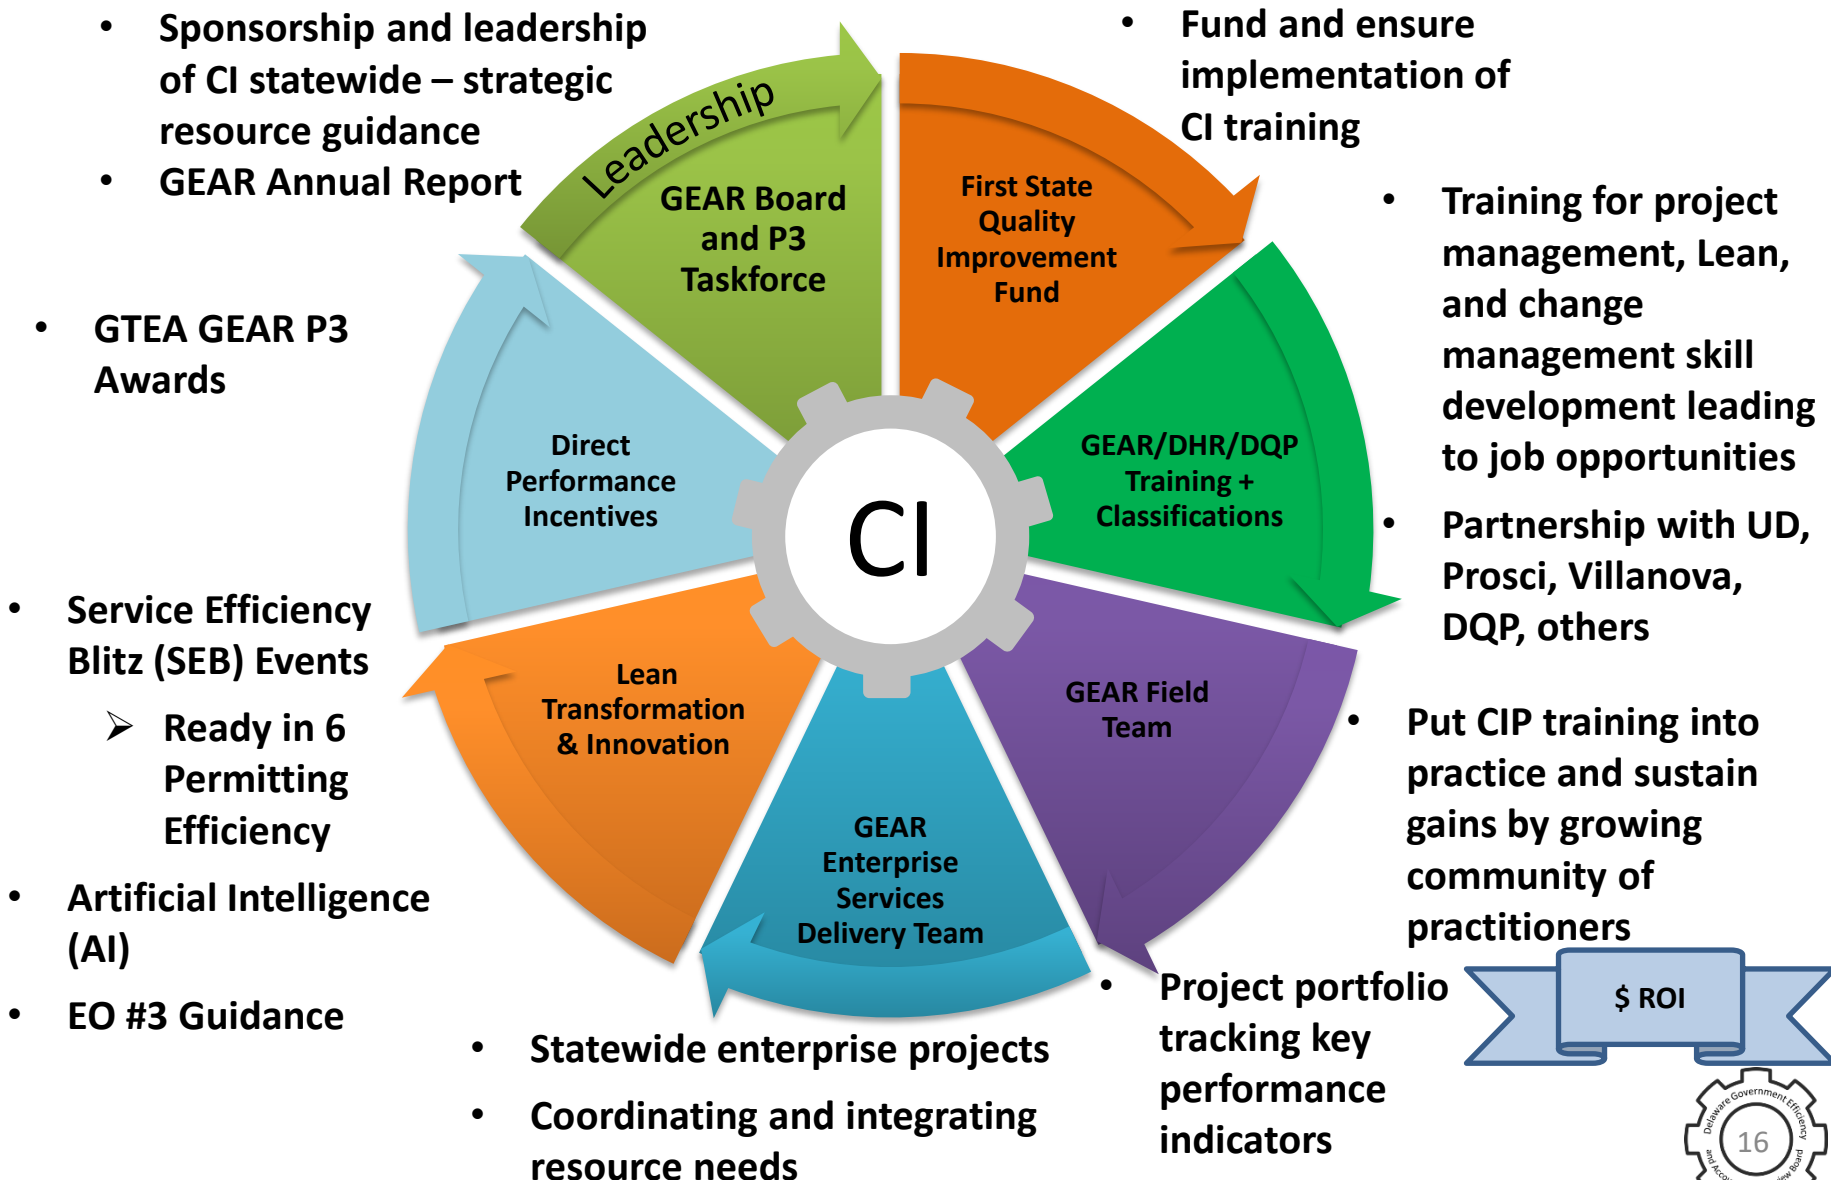 • Sponsorship and leadership
of CI statewide – strategic
resource guidance
• GEAR Annual Report
• Fund and ensure
implementation of
CI training
Leadership
GEAR Board
and P3
Taskforce
First State
Quality
Improvement
Fund
• Training for project
management, Lean,
and change
management skill
development leading
to job opportunities
• Partnership with UD,
Prosci, Villanova,
DQP, others
• GTEA GEAR P3
Awards
Direct
Performance
Incentives
CI
GEAR/DHR/DQP
Training +
Classifications
• Service Efficiency
Blitz (SEB) Events
➢ Ready in 6
Permitting
Efficiency
• Artificial Intelligence
(AI)
• EO #3 Guidance
Lean
Transformation
& Innovation
GEAR Field
Team
GEAR
Enterprise
Services
Delivery Team
• Put CIP training into
practice and sustain
gains by growing
community of
practitioners
• Project portfolio
tracking key
performance
indicators
$ ROI
• Statewide enterprise projects
• Coordinating and integrating
resource needs
Delaware Government Efficiency
16
and
Board